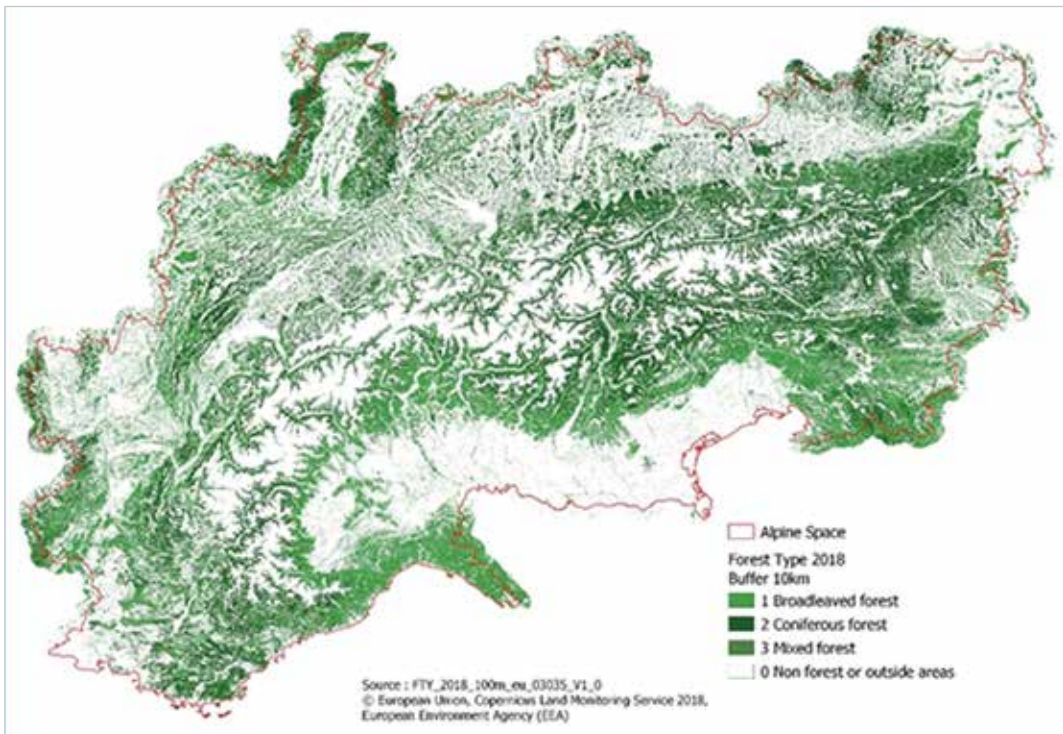 Alpine Space
Forest Type 2018
Buffer 10km
1 Broadleaved forest
2 Coniferous forest
3 Mixed forest
0 Non forest or outside areas
Source : FTY_2018_100m_eu_03035_V1_0
© European Union, Copernicus Land Monitoring Service 2018,
European Environment Agency (EEA)